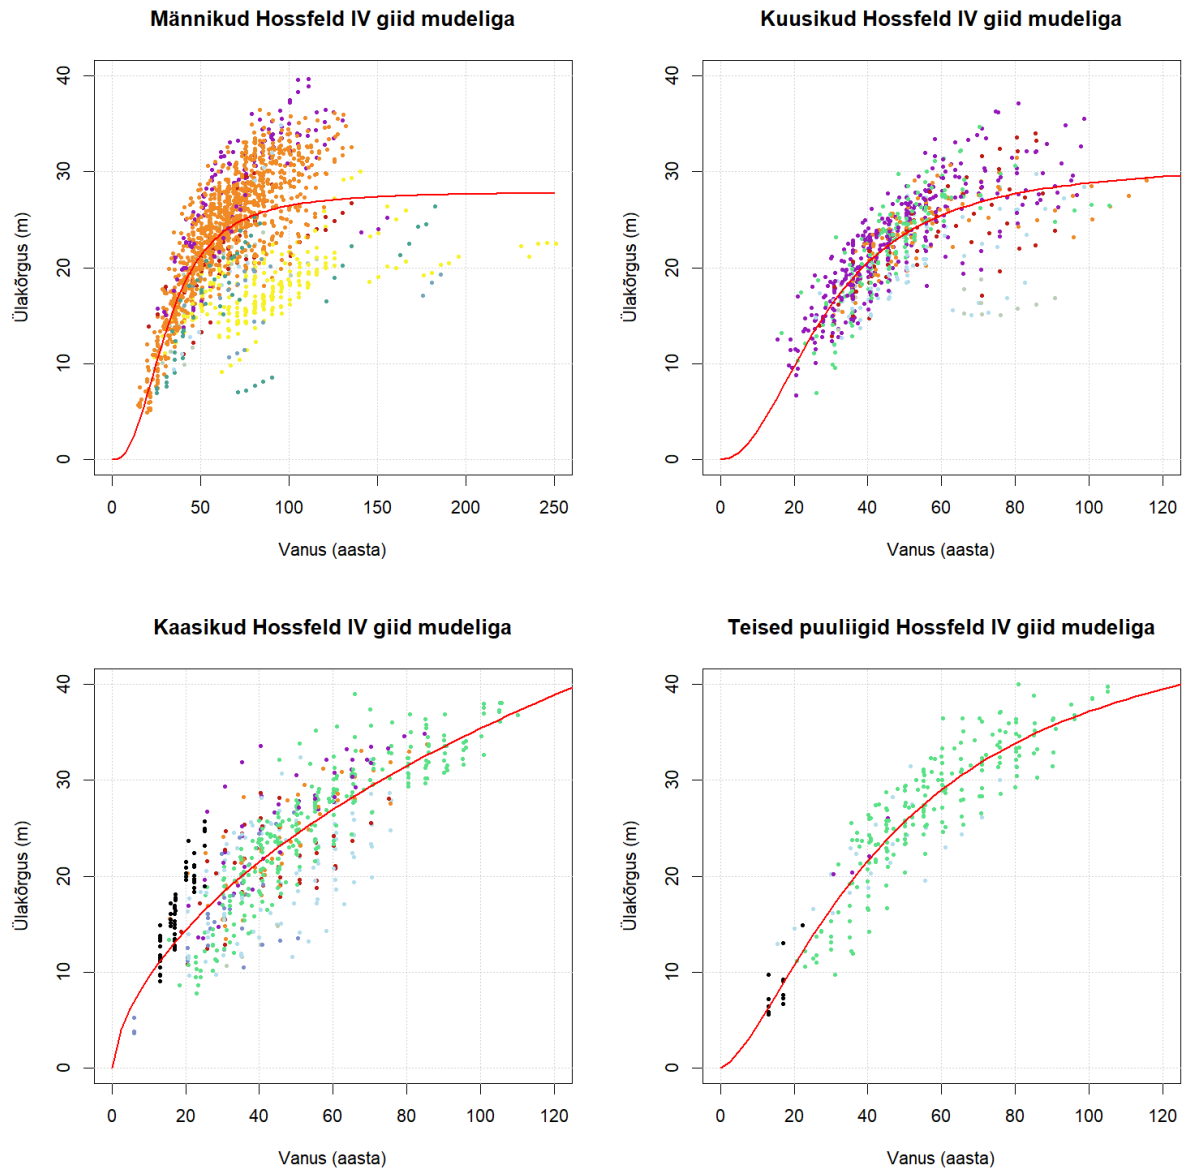 Männikud Hossfeld IV giid mudeliga
Ülakõrgus (m)
40
30
20
10
0
0 50 100 150 200 250
Vanus (aasta)
Kuusikud Hossfeld IV giid mudeliga
Ülakõrgus (m)
40
30
20
10
0
0 20 40 60 80 100 120
Vanus (aasta)
Kaasikud Hossfeld IV giid mudeliga
Ülakõrgus (m)
40
30
20
10
0
0 20 40 60 80 100 120
Vanus (aasta)
Teised puuliigid Hossfeld IV giid mudeliga
Ülakõrgus (m)
40
30
20
10
0
0 20 40 60 80 100 120
Vanus (aasta)